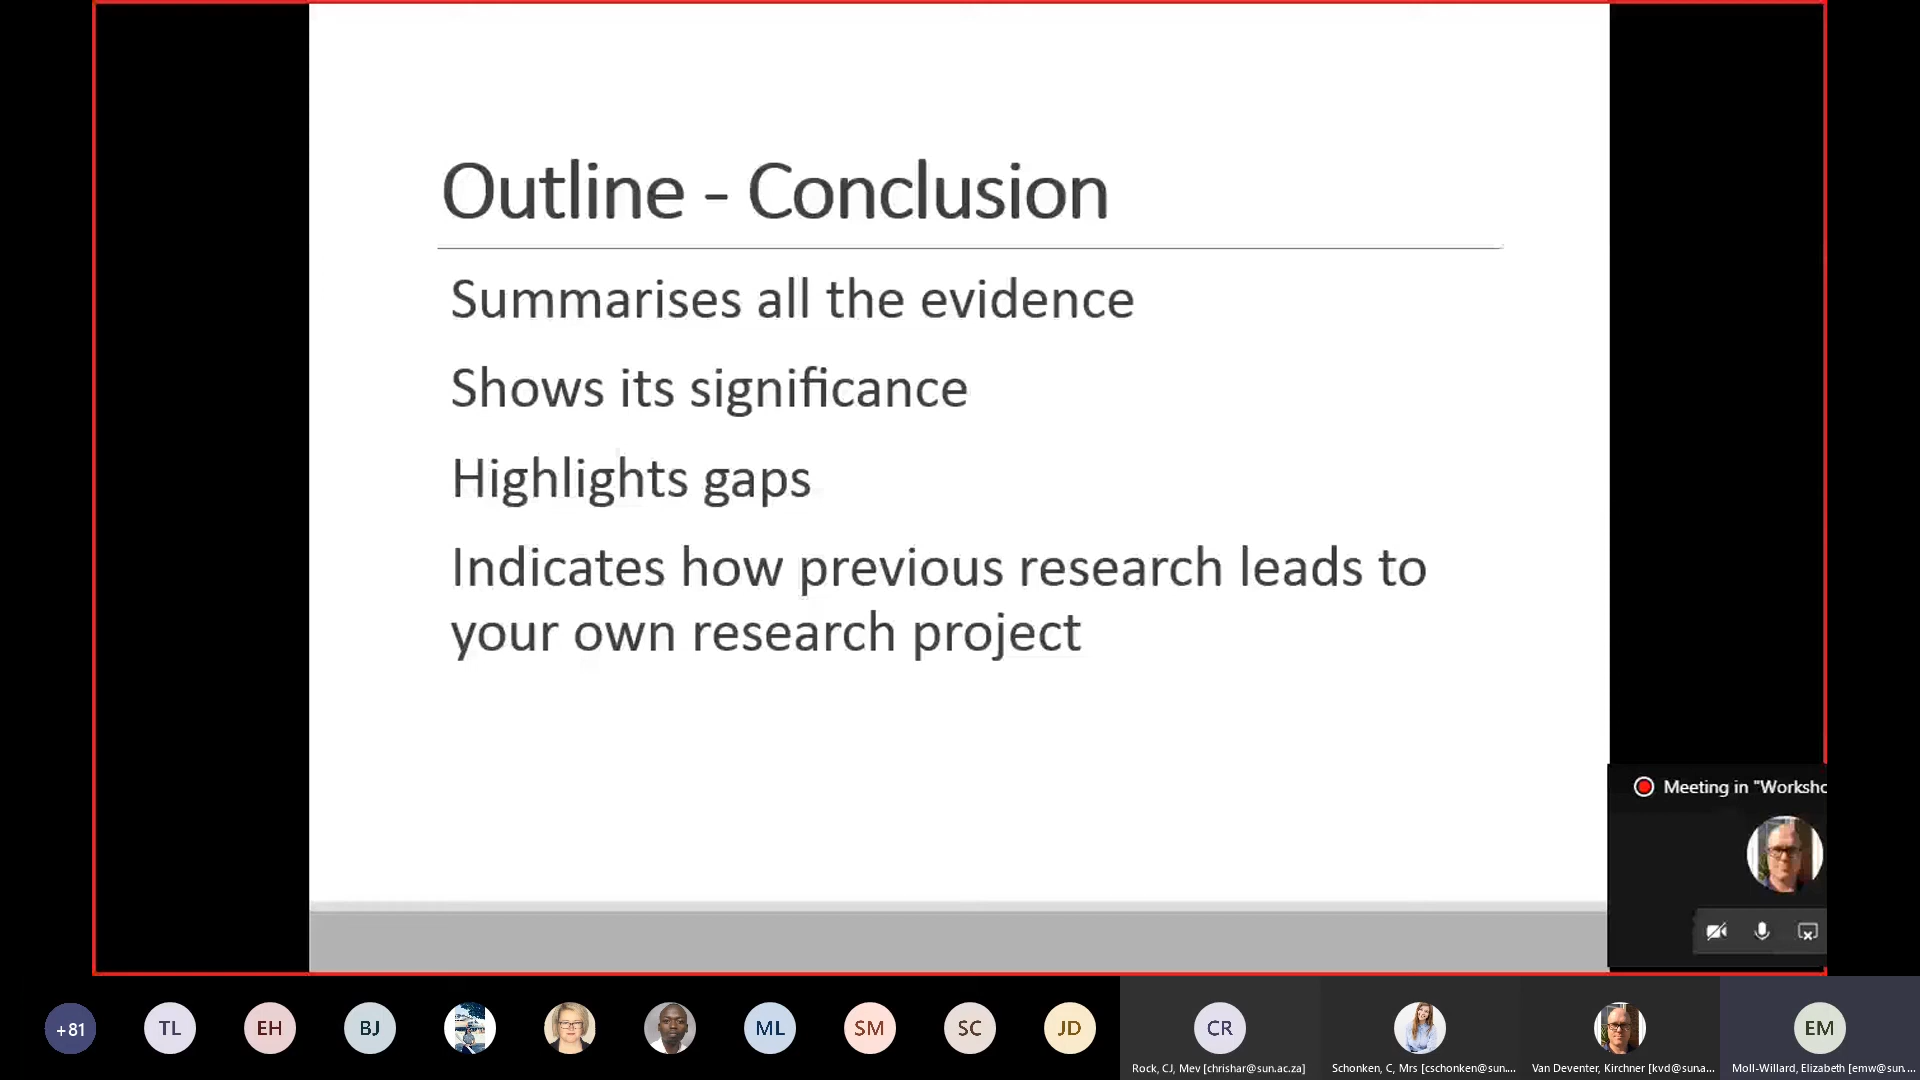 Outline - Conclusion
Summarises all the evidence
Shows its significance
Highlights gaps
Indicates how previous research leads to
your own research project
Meeting in "Worksho
+81
TL
EH
BJ
ML
SM
SC
JD
CR
EM
Rock, CJ, Mev [chrishar@sun.ac.za]
Schonken, C, Mrs [cschonken@sun....
Van Deventer, Kirchner [kvd@suna...
Moll-Willard, Elizabeth [emw@sun....